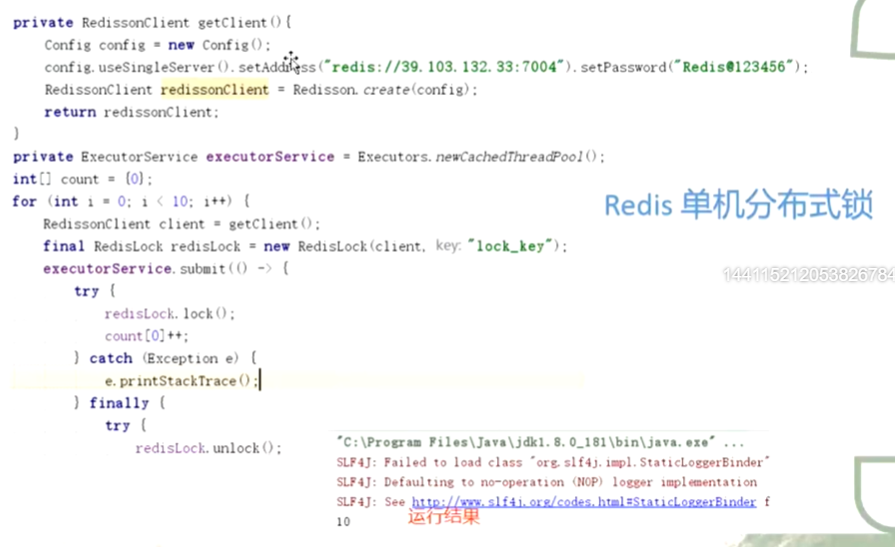 private RedissonClient getClient(){
Config config = new Config();
config.useSingleServer().setAddress("redis://39.103.132.33:7004").setPassword("Redis@123456");
RedissonClient redissonClient = Redisson.create(config);
return redissonClient;
}
private ExecutorService executorService = Executors.newCachedThreadPool();
int[] count = {0};
for (int i = 0; i < 10; i++) {
RedissonClient client = getClient();
final RedisLock redisLock = new RedisLock(client, key: "lock_key");
executorService.submit(() -> {
try {
redisLock.lock();
count[0]++;
} catch (Exception e) {
e.printStackTrace();
} finally {
try {
redisLock.unlock();
Redis 单机分布式锁
144115212053826784
"C:\Program Files\Java\jdk1.8.0_181\bin\java.exe" ...
SLF4J: Failed to load class "org.slf4j.impl.StaticLoggerBinder"
SLF4J: Defaulting to no-operation (NOP) logger implementation
SLF4J: See http://www.slf4j.org/codes.html#StaticLoggerBinder f
10
运行结果